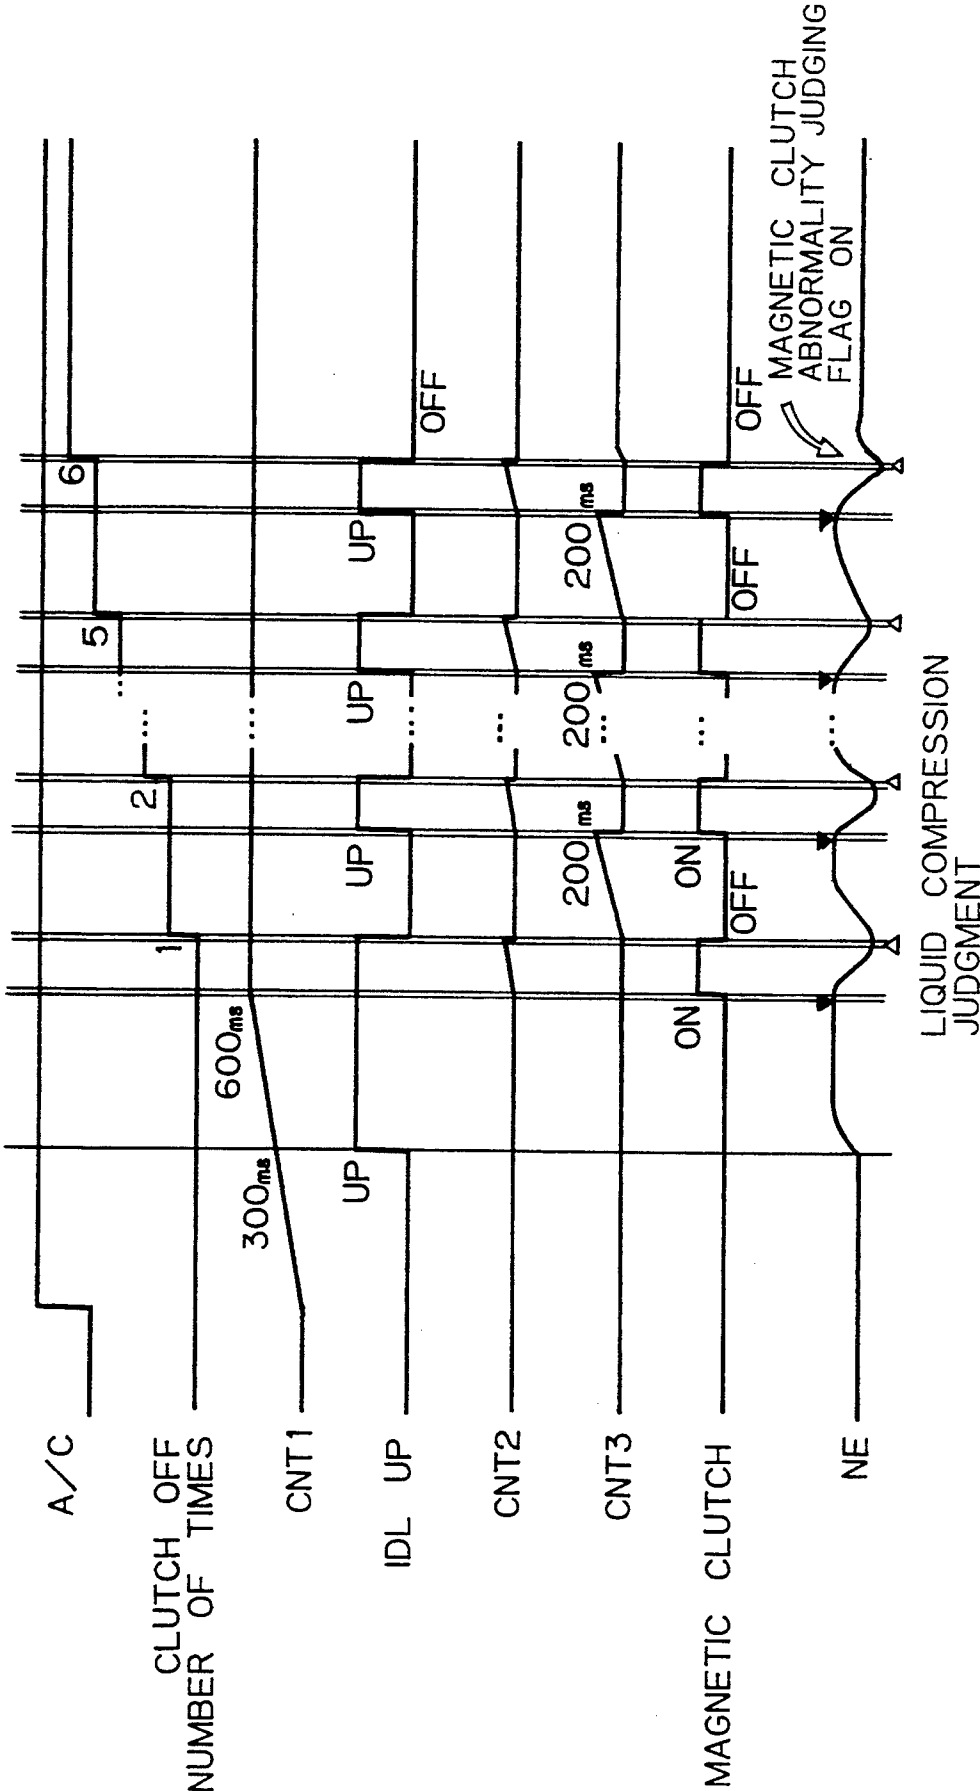 A/C
CLUTCH OFF
NUMBER OF TIMES
1
2
....
....
5
6
CNT1
300ms
600ms
....
IDL UP
UP
UP
....
UP
UP
OFF
CNT2
...
CNT3
200ms
...
200ms
200ms
MAGNETIC CLUTCH
ON
OFF
ON
...
OFF
OFF
NE
....
MAGNETIC CLUTCH
ABNORMALITY JUDGING
FLAG ON
LIQUID COMPRESSION
JUDGMENT